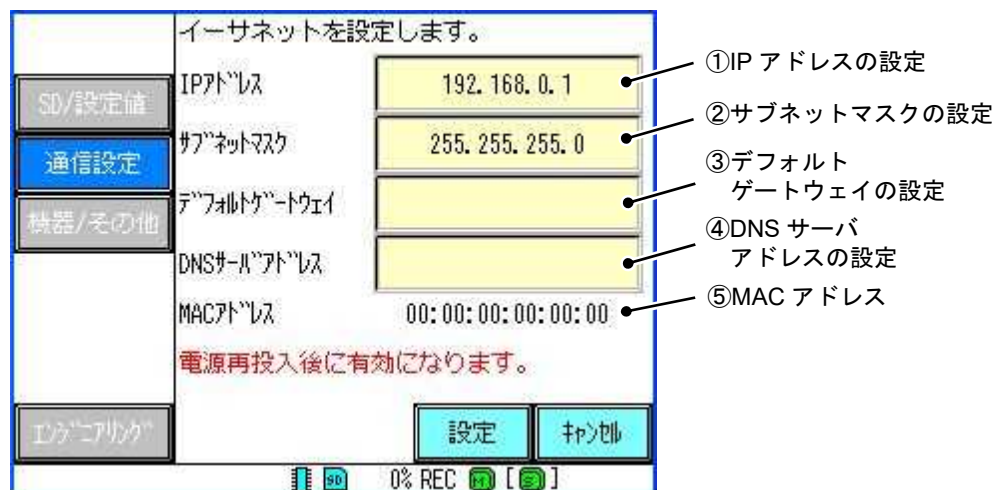 イーサネットを設定します。
SD/設定値
通信設定
機器/その他
エンジニアリング
IPアドレス 192.168.0.1
サブネットマスク 255.255.255.0
デフォルトゲートウェイ
DNSサーバアドレス
MACアドレス 00:00:00:00:00:00
電源再投入後に有効になります。
設定 キャンセル
SD 0% REC [M] [S]
①IP アドレスの設定
②サブネットマスクの設定
③デフォルト
ゲートウェイの設定
④DNS サーバ
アドレスの設定
⑤MAC アドレス